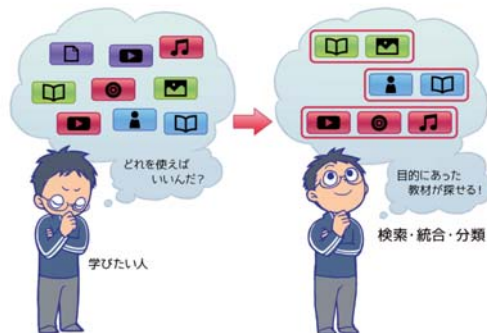 どれを使えば
いいんだ？
学びたい人
目的にあった
教材が探せる！
検索・統合・分類